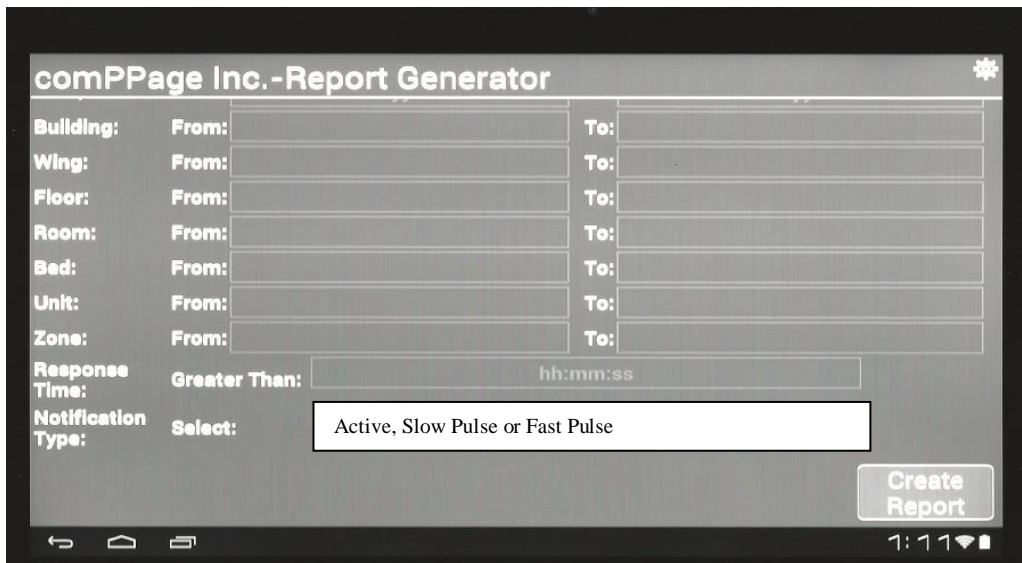 comPPage Inc.-Report Generator
Building: From: To:
Wing: From: To:
Floor: From: To:
Room: From: To:
Bed: From: To:
Unit: From: To:
Zone: From: To:
Response Time: Greater Than: hh:mm:ss
Notification Type: Select: Active, Slow Pulse or Fast Pulse
Create Report
1:11